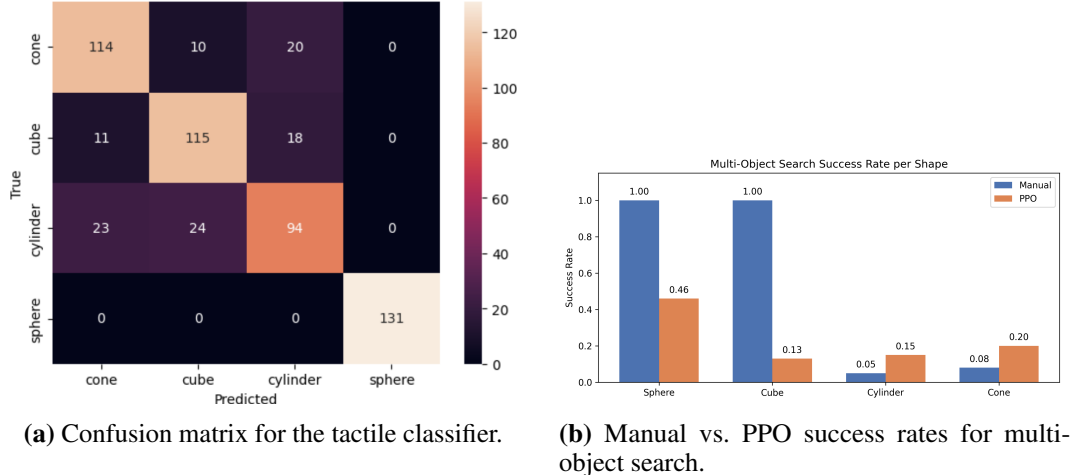 cone
cube
cylinder
sphere
True
114 10 20 0
11 115 18 0
23 24 94 0
0 0 0 131
cone cube cylinder sphere
Predicted
120
100
80
60
40
20
0
(a) Confusion matrix for the tactile classifier.
Multi-Object Search Success Rate per Shape
Manual
PPO
Success Rate
1.0
0.8
0.6
0.4
0.2
0.0
1.00 0.46 1.00 0.13 0.05 0.15 0.08 0.20
Sphere Cube Cylinder Cone
(b) Manual vs. PPO success rates for multi-
object search.